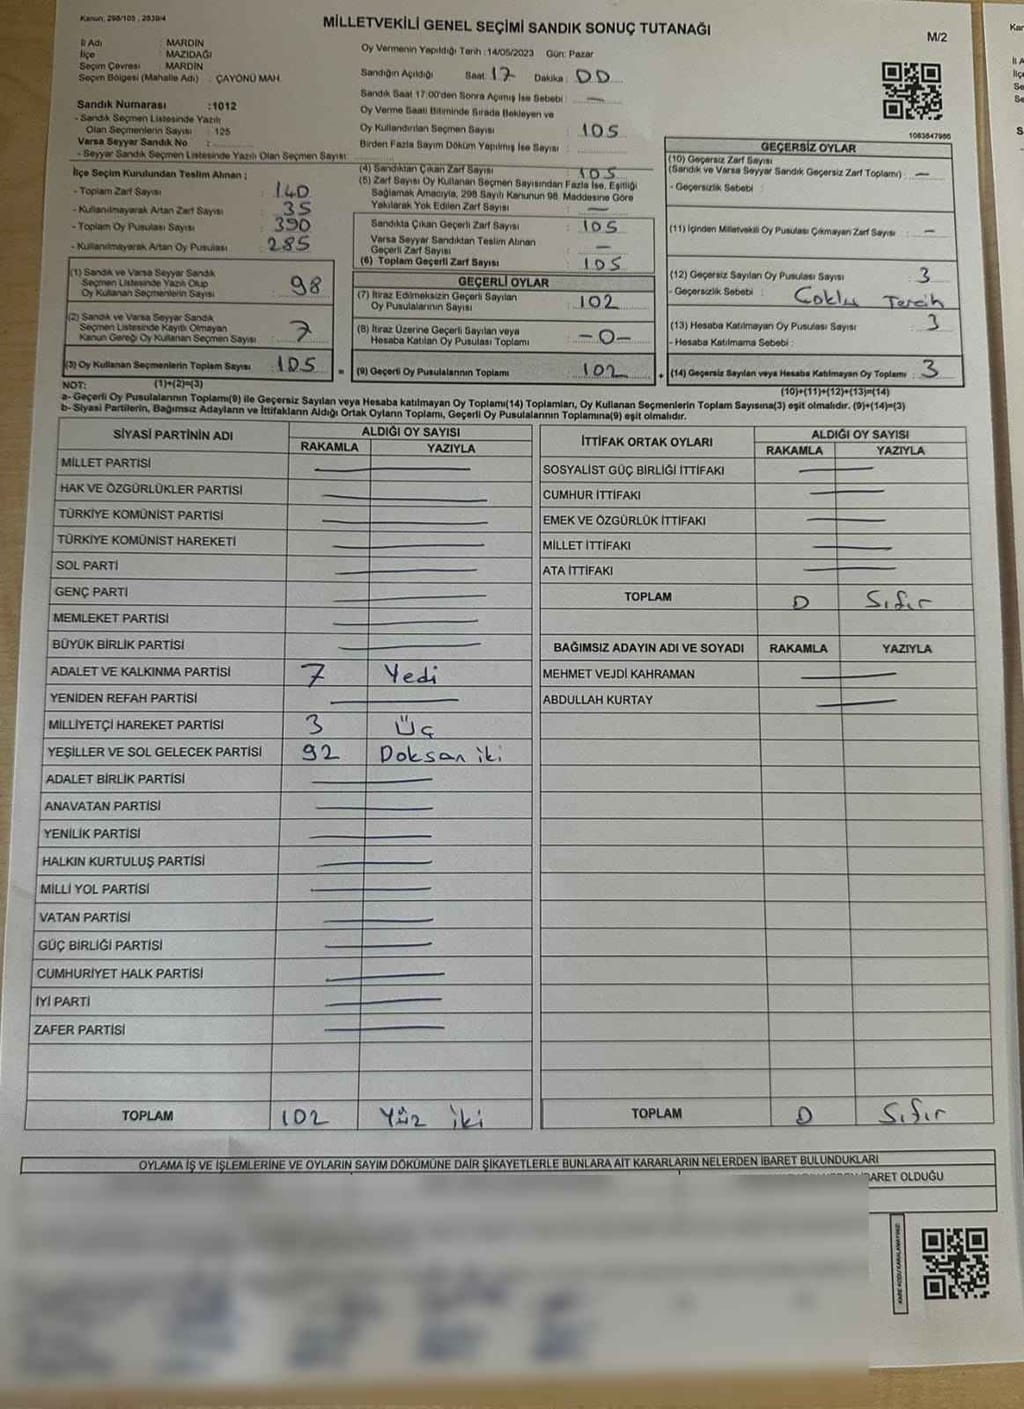 Kanun, 298/105 , 2839/4
MİLLETVEKİLİ GENEL SEÇİMİ SANDIK SONUÇ TUTANAĞI
M/2
İl Adı : MARDİN
İlçe : MAZIDAĞI
Seçim Çevresi : MARDİN
Seçim Bölgesi (Mahalle Adı) : ÇAYÖNÜ MAH.
Sandık Numarası :1012
- Sandık Seçmen Listesinde Yazılı
Olan Seçmenlerin Sayısı : 125
Varsa Seyyar Sandık No :
- Seyyar Sandık Seçmen Listesinde Yazılı Olan Seçmen Sayısı:
İlçe Seçim Kurulundan Teslim Alınan ;
- Toplam Zarf Sayısı : 140
- Kullanılmayarak Artan Zarf Sayısı : 35
- Toplam Oy Pusulası Sayısı : 390
- Kullanılmayarak Artan Oy Pusulası : 285
(1) Sandık ve Varsa Seyyar Sandık
Seçmen Listesinde Yazılı Olup
Oy Kullanan Seçmenlerin Sayısı : 98
(2) Sandık ve Varsa Seyyar Sandık
Seçmen Listesinde Kayıtlı Olmayan
Kanun Gereği Oy Kullanan Seçmen Sayısı : 7
(3) Oy Kullanan Seçmenlerin Toplam Sayısı : 105
Oy Vermenin Yapıldığı Tarih :14/05/2023 Gün: Pazar
Sandığın Açıldığı Saat: 17 Dakika : 00
Sandık Saat 17:00'den Sonra Açımış İse Sebebi : —
Oy Verme Saati Bitiminde Sırada Bekleyen ve
Oy Kullandırılan Seçmen Sayısı : 105
Birden Fazla Sayım Döküm Yapılmış İse Sayısı :
(4) Sandıktan Çıkan Zarf Sayısı : 105
(5) Zarf Sayısı Oy Kullanan Seçmen Sayısından Fazla İse, Eşitliği
Sağlamak Amacıyla, 298 Sayılı Kanunun 98. Maddesine Göre
Yakılarak Yok Edilen Zarf Sayısı : —
Sandıkta Çıkan Geçerli Zarf Sayısı : 105
Varsa Seyyar Sandıktan Teslim Alınan
Geçerli Zarf Sayısı : —
(6) Toplam Geçerli Zarf Sayısı : 105
GEÇERLİ OYLAR
(7) İtiraz Edilmeksizin Geçerli Sayılan
Oy Pusulalarının Sayısı : 102
(8) İtiraz Üzerine Geçerli Sayılan veya
Hesaba Katılan Oy Pusulası Toplamı : -0-
= (9) Geçerli Oy Pusulalarının Toplamı : 102
1083847986
GEÇERSİZ OYLAR
(10) Geçersiz Zarf Sayısı
(Sandık ve Varsa Seyyar Sandık Geçersiz Zarf Toplamı) : —
- Geçersizlik Sebebi :
(11) İçinden Milletvekili Oy Pusulası Çıkmayan Zarf Sayısı : —
(12) Geçersiz Sayılan Oy Pusulası Sayısı : 3
- Geçersizlik Sebebi : Çoklu Tercih
(13) Hesaba Katılmayan Oy Pusulası Sayısı : 3
- Hesaba Katılmama Sebebi :
+ (14) Geçersiz Sayılan veya Hesaba Katılmayan Oy Toplamı : 3
NOT: (1)+(2)=(3) (10)+(11)+(12)+(13)=(14)
a- Geçerli Oy Pusulalarının Toplamı(9) ile Geçersiz Sayılan veya Hesaba katılmayan Oy Toplamı(14) Toplamları, Oy Kullanan Seçmenlerin Toplam Sayısına(3) eşit olmalıdır. (9)+(14)=(3)
b- Siyasi Partilerin, Bağımsız Adayların ve İttifakların Aldığı Ortak Oyların Toplamı, Geçerli Oy Pusulalarının Toplamına(9) eşit olmalıdır.
SİYASİ PARTİNİN ADI ALDIĞI OY SAYISI
RAKAMLA YAZIYLA
MİLLET PARTİSİ —
HAK VE ÖZGÜRLÜKLER PARTİSİ —
TÜRKİYE KOMÜNİST PARTİSİ —
TÜRKİYE KOMÜNİST HAREKETİ —
SOL PARTİ —
GENÇ PARTİ —
MEMLEKET PARTİSİ —
BÜYÜK BİRLİK PARTİSİ —
ADALET VE KALKINMA PARTİSİ 7 Yedi
YENİDEN REFAH PARTİSİ —
MİLLİYETÇİ HAREKET PARTİSİ 3 Üç
YEŞİLLER VE SOL GELECEK PARTİSİ 92 Doksan iki
ADALET BİRLİK PARTİSİ —
ANAVATAN PARTİSİ —
YENİLİK PARTİSİ —
HALKIN KURTULUŞ PARTİSİ —
MİLLİ YOL PARTİSİ —
VATAN PARTİSİ —
GÜÇ BİRLİĞİ PARTİSİ —
CUMHURİYET HALK PARTİSİ —
İYİ PARTİ —
ZAFER PARTİSİ —
TOPLAM 102 Yüz iki
İTTİFAK ORTAK OYLARI ALDIĞI OY SAYISI
RAKAMLA YAZIYLA
SOSYALİST GÜÇ BİRLİĞİ İTTİFAKI —
CUMHUR İTTİFAKI —
EMEK VE ÖZGÜRLÜK İTTİFAKI —
MİLLET İTTİFAKI —
ATA İTTİFAKI —
TOPLAM 0 Sıfır
BAĞIMSIZ ADAYIN ADI VE SOYADI RAKAMLA YAZIYLA
MEHMET VEJDİ KAHRAMAN —
ABDULLAH KURTAY —
TOPLAM 0 Sıfır
OYLAMA İŞ VE İŞLEMLERİNE VE OYLARIN SAYIM DÖKÜMÜNE DAİR ŞİKAYETLERLE BUNLARA AİT KARARLARIN NELERDEN İBARET BULUNDUKLARI
BARET OLDUĞU